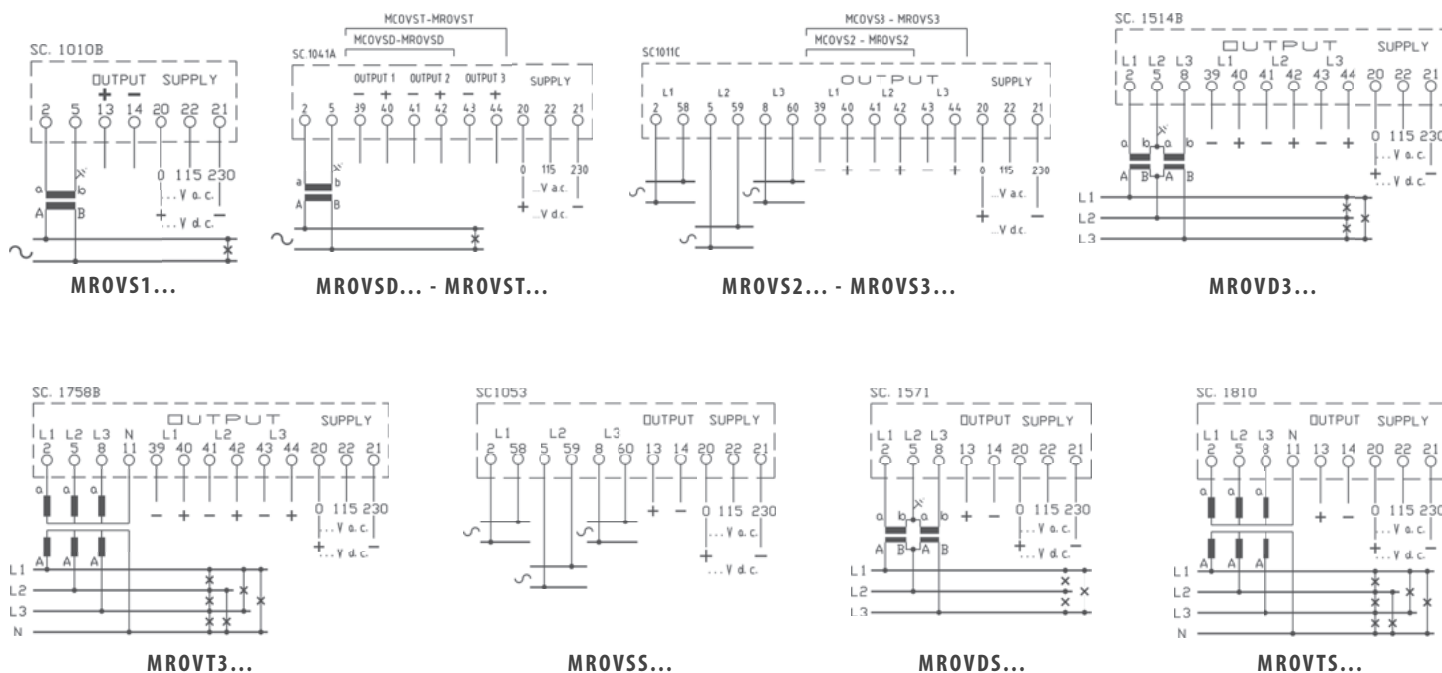 SC. 1010B
OUTPUT SUPPLY
+ −
2 5 13 14 20 22 21
a b
A B
0 115 230
...V a.c.
+ −
...V d.c.
MROVS1...
MCOVST-MROVST
MCOVSD-MROVSD
SC.1041A
OUTPUT 1 OUTPUT 2 OUTPUT 3 SUPPLY
− + − + − +
2 5 39 40 41 42 43 44 20 22 21
a b
A B
0 115 230
...V a.c.
+ −
...V d.c.
MROVSD... - MROVST...
MCOVS3 - MROVS3
MCOVS2 - MROVS2
SC1011C
OUTPUT SUPPLY
L1 L2 L3 L1 L2 L3
2 58 5 59 8 60 39 40 41 42 43 44 20 22 21
− + − + − +
0 115 230
...V a.c.
+ −
...V d.c.
MROVS2... - MROVS3...
SC. 1514B
OUTPUT SUPPLY
L1 L2 L3 L1 L2 L3
2 5 8 39 40 41 42 43 44 20 22 21
a b a b
− + − + − +
A B A B
0 115 230
...V a.c.
+ −
...V d.c.
L1
L2
L3
MROVD3...
SC. 1758B
OUTPUT SUPPLY
L1 L2 L3 N L1 L2 L3
2 5 8 11 39 40 41 42 43 44 20 22 21
a a a
− + − + − +
A A A
0 115 230
...V a.c.
+ −
...V d.c.
L1
L2
L3
N
MROVT3...
SC1053
OUTPUT SUPPLY
L1 L2 L3
2 58 5 59 8 60 13 14 20 22 21
+ −
0 115 230
...V a.c.
+ −
...V d.c.
MROVSS...
SC. 1571
OUTPUT SUPPLY
L1 L2 L3
2 5 8 13 14 20 22 21
a b a b
+ −
A B A B
0 115 230
...V a.c.
+ −
...V d.c.
L1
L2
L3
MROVDS...
SC. 1810
OUTPUT SUPPLY
L1 L2 L3 N
2 5 8 11 13 14 20 22 21
a a a
+ −
A A A
0 115 230
...V a.c.
+ −
...V d.c.
L1
L2
L3
N
MROVTS...